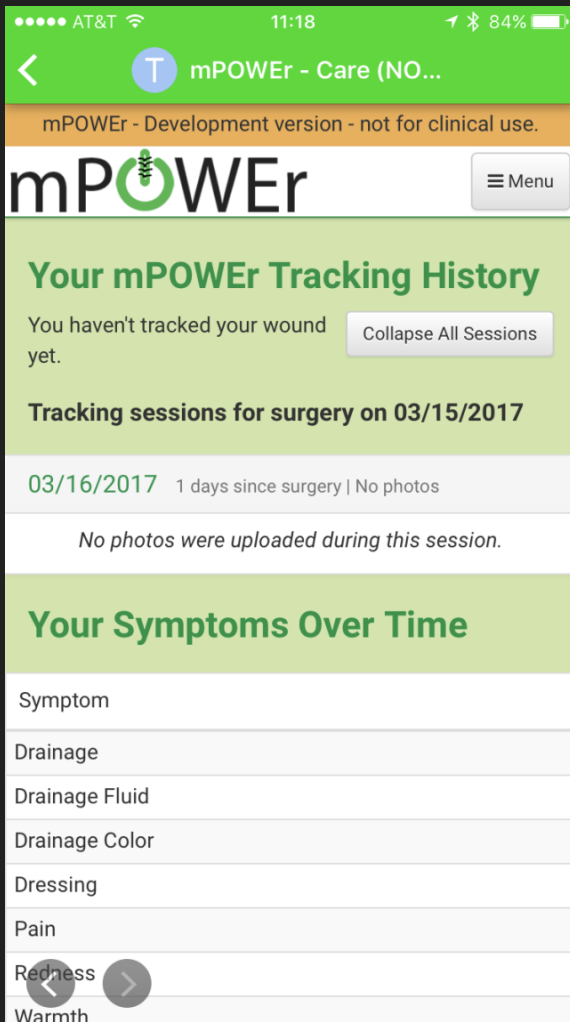 AT&T 11:18 84%
T mPOWEr - Care (NO...
mPOWEr - Development version - not for clinical use.
mPOWEr
Menu
Your mPOWEr Tracking History
You haven't tracked your wound
yet.
Collapse All Sessions
Tracking sessions for surgery on 03/15/2017
03/16/2017 1 days since surgery | No photos
No photos were uploaded during this session.
Your Symptoms Over Time
Symptom
Drainage
Drainage Fluid
Drainage Color
Dressing
Pain
Redness
Warmth